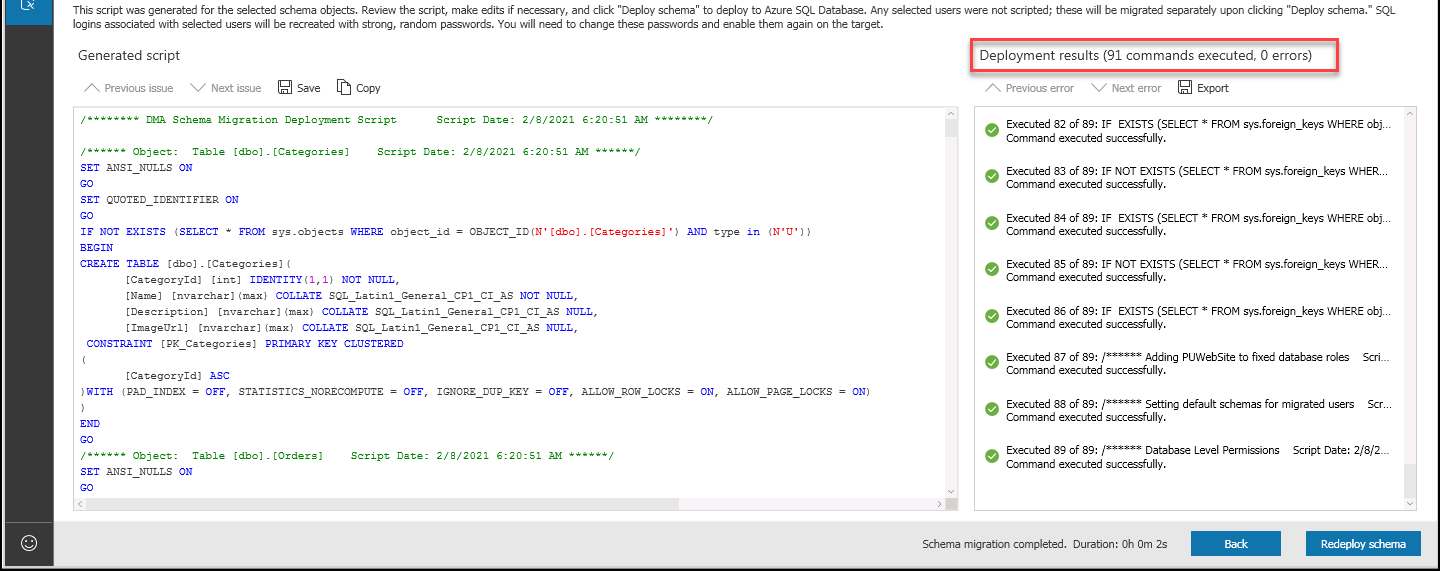 This script was generated for the selected schema objects. Review the script, make edits if necessary, and click "Deploy schema" to deploy to Azure SQL Database. Any selected users were not scripted; these will be migrated separately upon clicking "Deploy schema." SQL
logins associated with selected users will be recreated with strong, random passwords. You will need to change these passwords and enable them again on the target.
Generated script
Previous issue Next issue Save Copy
/******** DMA Schema Migration Deployment Script      Script Date: 2/8/2021 6:20:51 AM ********/
/****** Object:  Table [dbo].[Categories]    Script Date: 2/8/2021 6:20:51 AM ******/
SET ANSI_NULLS ON
GO
SET QUOTED_IDENTIFIER ON
GO
IF NOT EXISTS (SELECT * FROM sys.objects WHERE object_id = OBJECT_ID(N'[dbo].[Categories]') AND type in (N'U'))
BEGIN
CREATE TABLE [dbo].[Categories](
[CategoryId] [int] IDENTITY(1,1) NOT NULL,
[Name] [nvarchar](max) COLLATE SQL_Latin1_General_CP1_CI_AS NOT NULL,
[Description] [nvarchar](max) COLLATE SQL_Latin1_General_CP1_CI_AS NULL,
[ImageUrl] [nvarchar](max) COLLATE SQL_Latin1_General_CP1_CI_AS NULL,
CONSTRAINT [PK_Categories] PRIMARY KEY CLUSTERED
(
[CategoryId] ASC
)WITH (PAD_INDEX = OFF, STATISTICS_NORECOMPUTE = OFF, IGNORE_DUP_KEY = OFF, ALLOW_ROW_LOCKS = ON, ALLOW_PAGE_LOCKS = ON)
)
END
GO
/****** Object:  Table [dbo].[Orders]    Script Date: 2/8/2021 6:20:51 AM ******/
SET ANSI_NULLS ON
GO
Deployment results (91 commands executed, 0 errors)
Previous error Next error Export
Executed 82 of 89: IF  EXISTS (SELECT * FROM sys.foreign_keys WHERE obj...
Command executed successfully.
Executed 83 of 89: IF NOT EXISTS (SELECT * FROM sys.foreign_keys WHER...
Command executed successfully.
Executed 84 of 89: IF  EXISTS (SELECT * FROM sys.foreign_keys WHERE obj...
Command executed successfully.
Executed 85 of 89: IF NOT EXISTS (SELECT * FROM sys.foreign_keys WHER...
Command executed successfully.
Executed 86 of 89: IF  EXISTS (SELECT * FROM sys.foreign_keys WHERE obj...
Command executed successfully.
Executed 87 of 89: /****** Adding PUWebSite to fixed database roles    Scri...
Command executed successfully.
Executed 88 of 89: /****** Setting default schemas for migrated users    Scr...
Command executed successfully.
Executed 89 of 89: /****** Database Level Permissions    Script Date: 2/8/2...
Command executed successfully.
Schema migration completed.  Duration: 0h 0m 2s
Back
Redeploy schema